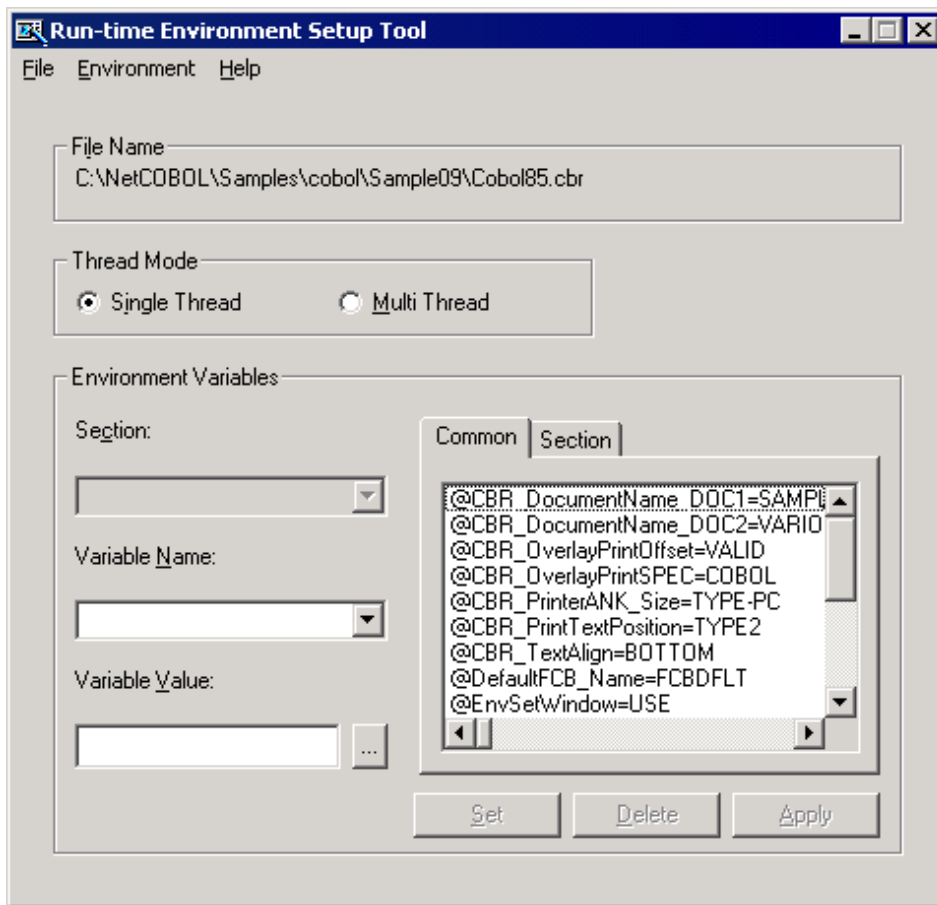 Run-time Environment Setup Tool
File Environment Help
File Name
C:\NetCOBOL\Samples\cobol\Sample09\Cobol85.cbr
Thread Mode
Single Thread Multi Thread
Environment Variables
Section:
Variable Name:
Variable Value:
...
Common Section
@CBR_DocumentName_DOC1=SAMPL
@CBR_DocumentName_DOC2=VARIO
@CBR_OverlayPrintOffset=VALID
@CBR_OverlayPrintSPEC=COBOL
@CBR_PrinterANK_Size=TYPE-PC
@CBR_PrintTextPosition=TYPE2
@CBR_TextAlign=BOTTOM
@DefaultFCB_Name=FCBDFLT
@EnvSetWindow=USE
Set Delete Apply